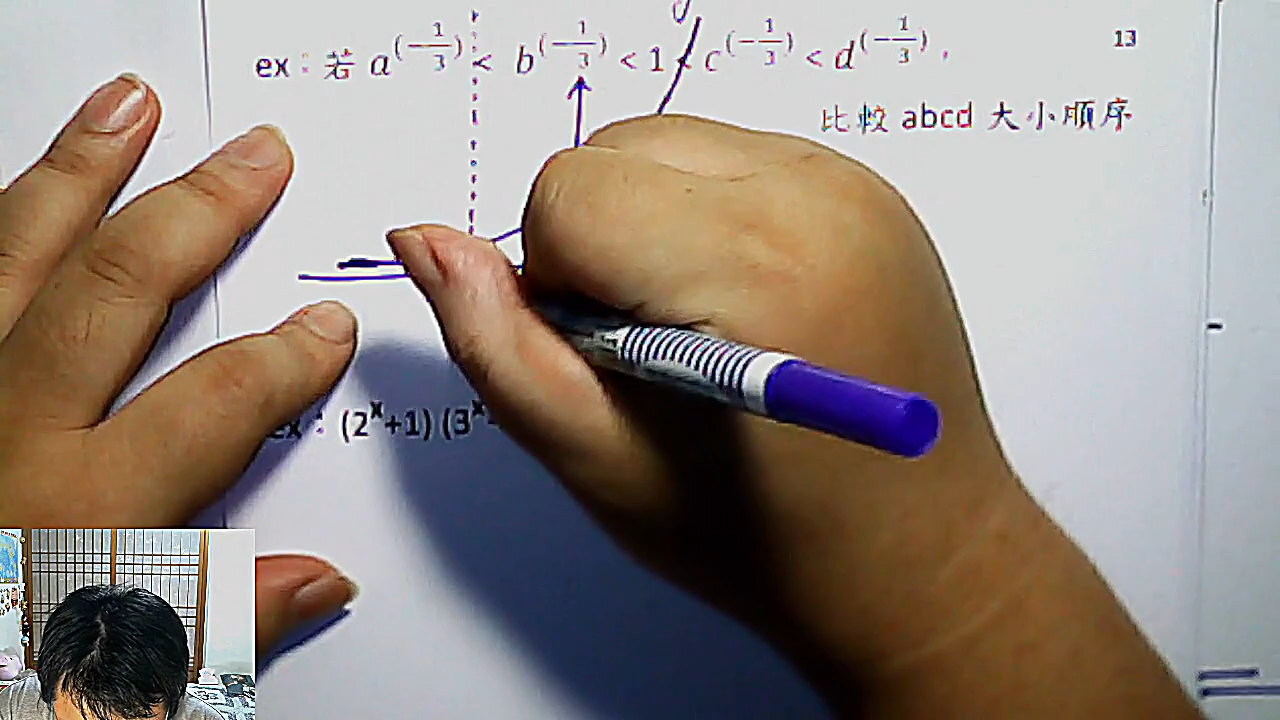 ex：若 a^(-1/3) < b^(-1/3) < 1 < c^(-1/3) < d^(-1/3)，
13
比較 abcd 大小順序
ex：(2^x+1) (3^x